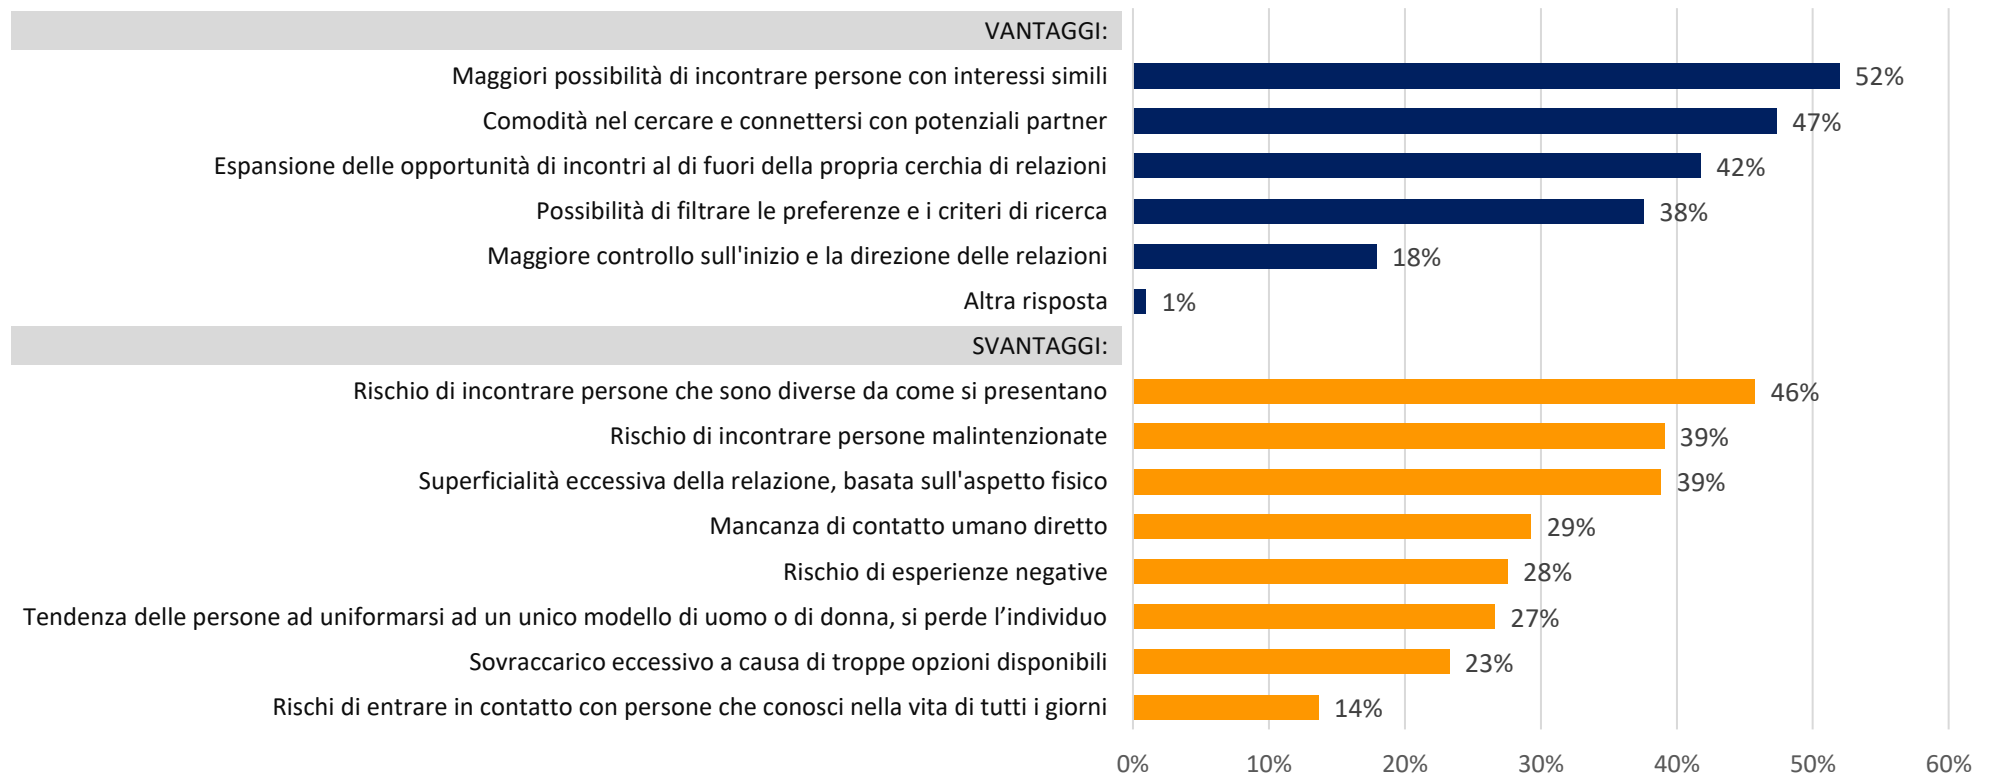 VANTAGGI:
Maggiori possibilità di incontrare persone con interessi simili 52%
Comodità nel cercare e connettersi con potenziali partner 47%
Espansione delle opportunità di incontri al di fuori della propria cerchia di relazioni 42%
Possibilità di filtrare le preferenze e i criteri di ricerca 38%
Maggiore controllo sull'inizio e la direzione delle relazioni 18%
Altra risposta 1%
SVANTAGGI:
Rischio di incontrare persone che sono diverse da come si presentano 46%
Rischio di incontrare persone malintenzionate 39%
Superficialità eccessiva della relazione, basata sull'aspetto fisico 39%
Mancanza di contatto umano diretto 29%
Rischio di esperienze negative 28%
Tendenza delle persone ad uniformarsi ad un unico modello di uomo o di donna, si perde l’individuo 27%
Sovraccarico eccessivo a causa di troppe opzioni disponibili 23%
Rischi di entrare in contatto con persone che conosci nella vita di tutti i giorni 14%
0% 10% 20% 30% 40% 50% 60%